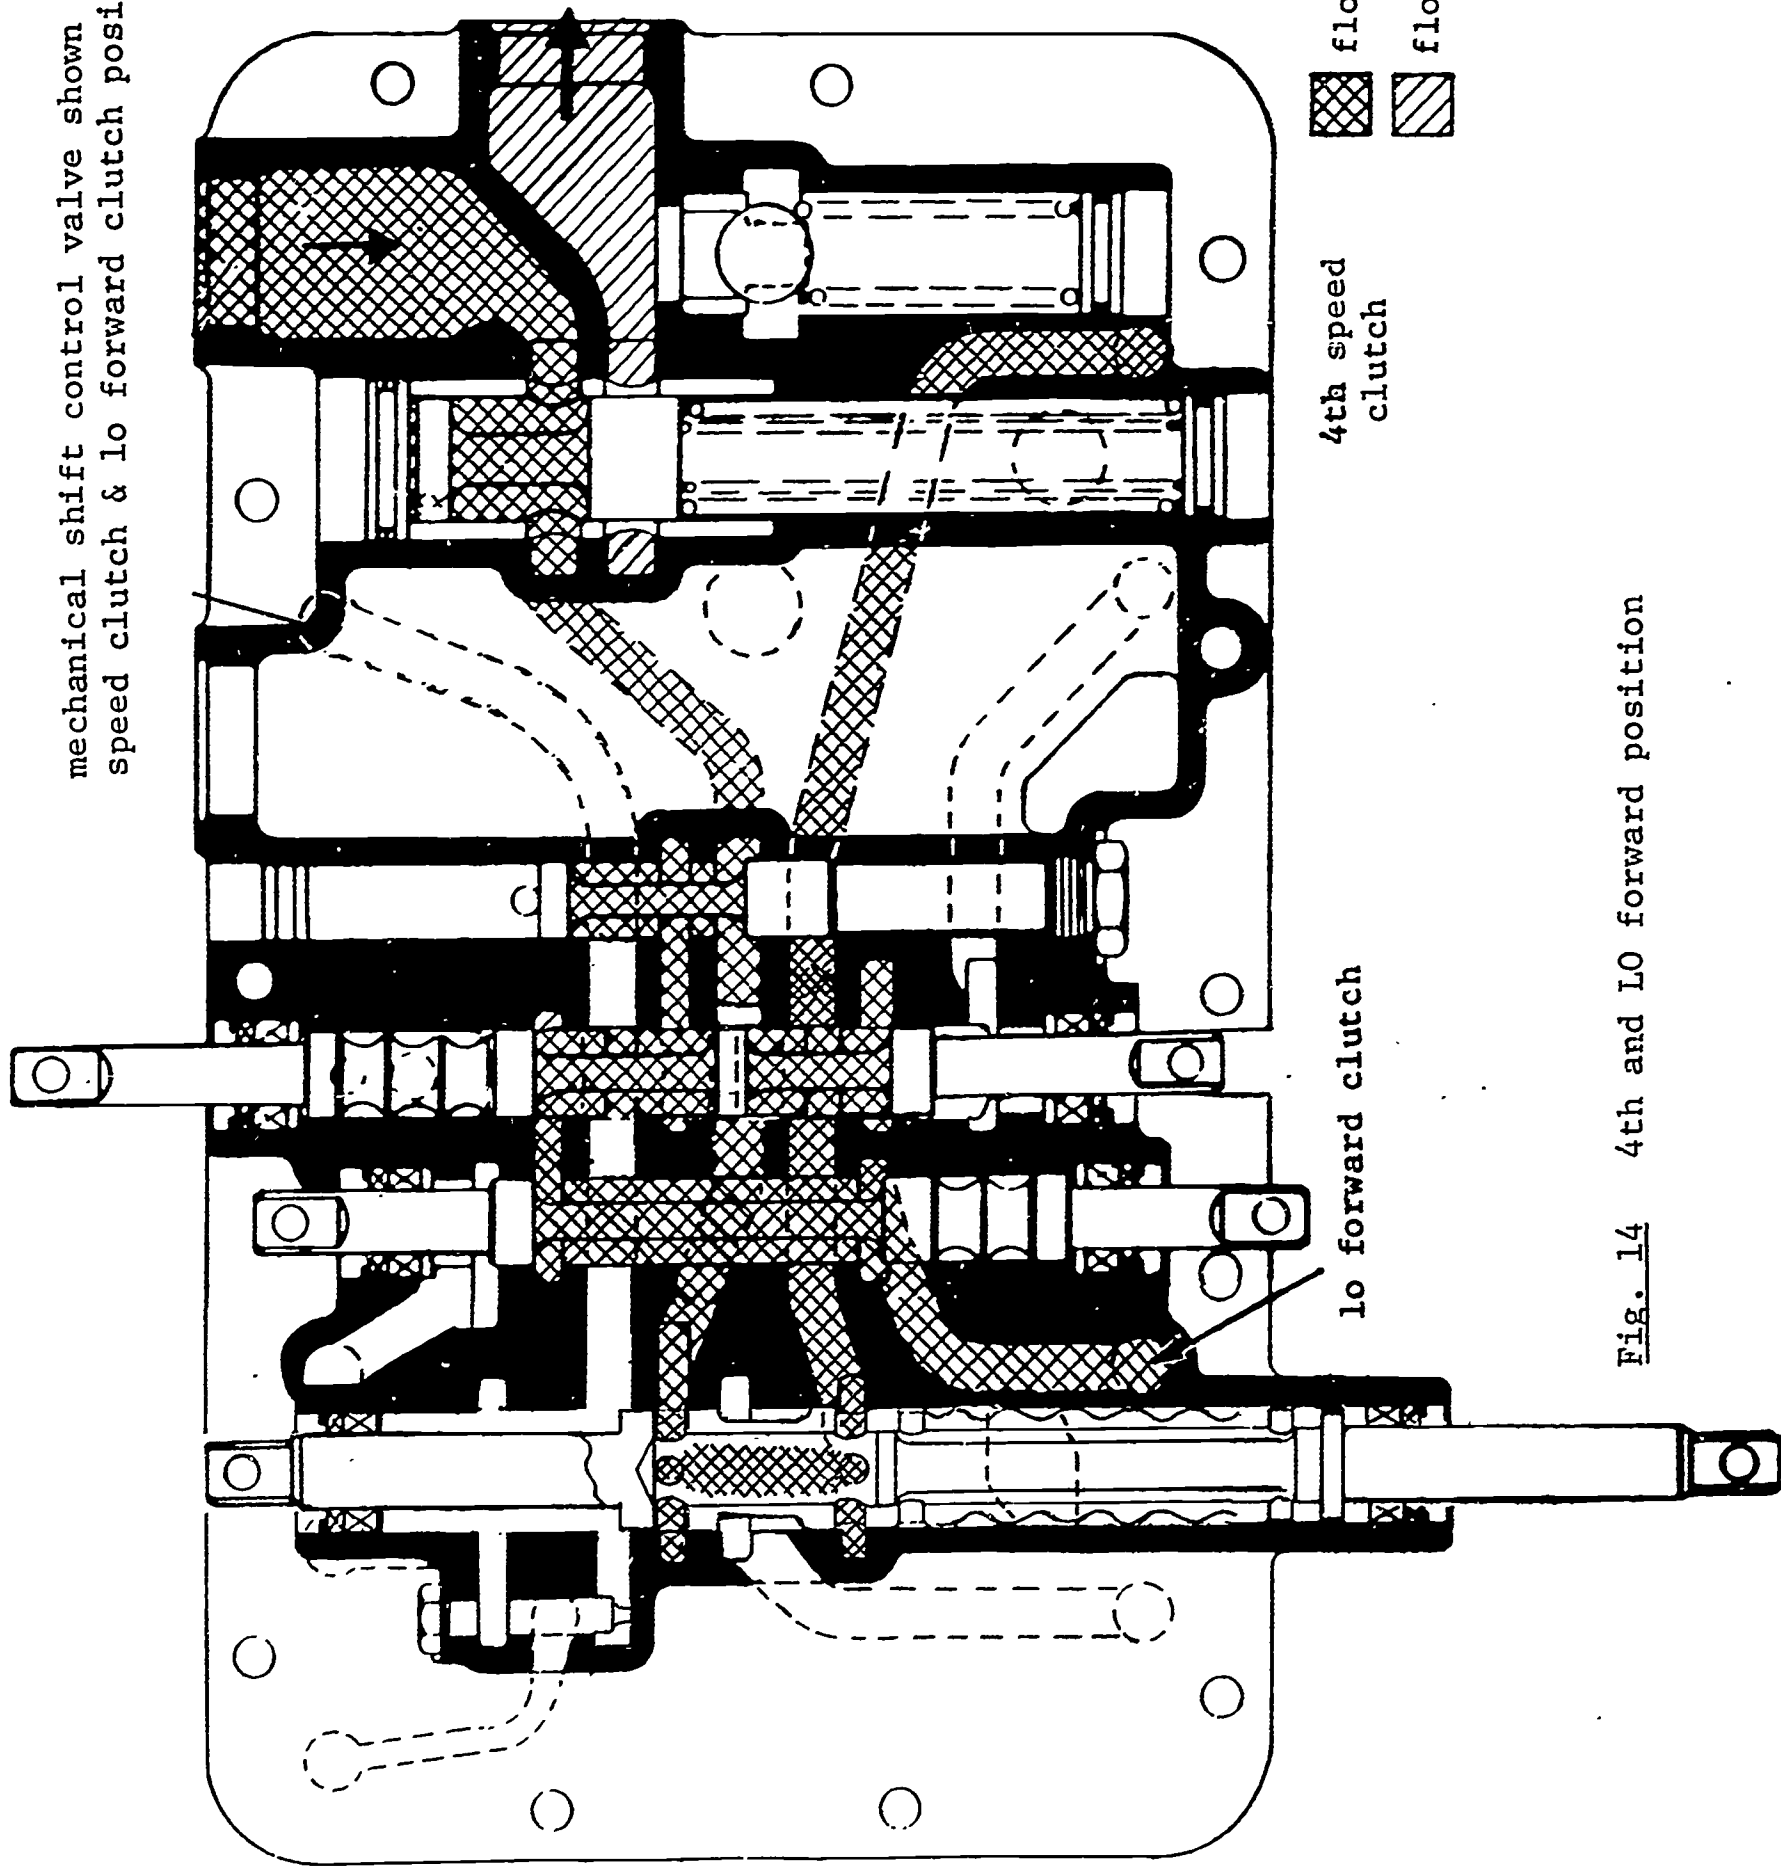 mechanical shift control valve shown
speed clutch & lo forward clutch posi
flo
flo
4th speed
clutch
lo forward clutch
Fig. 14 4th and LO forward position